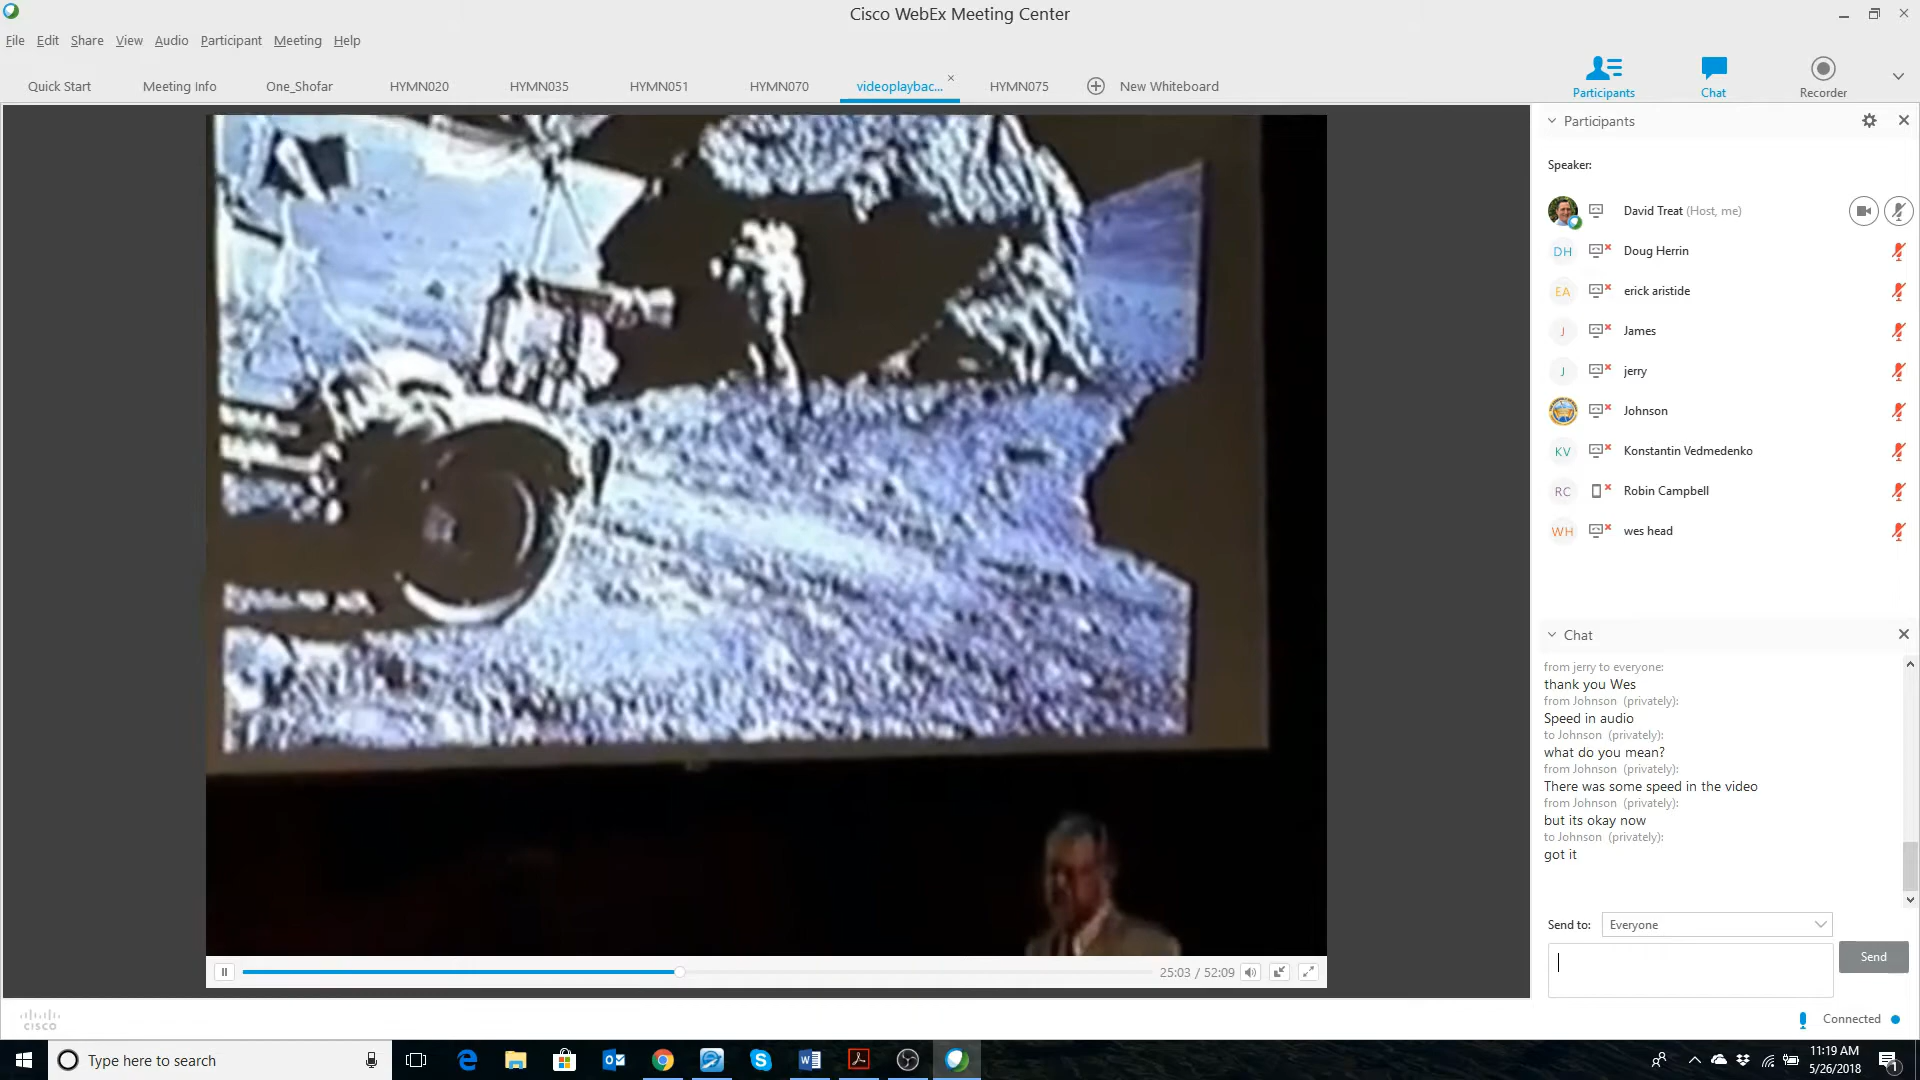 Cisco WebEx Meeting Center
File Edit Share View Audio Participant Meeting Help
Quick Start Meeting Info One_Shofar HYMN020 HYMN035 HYMN051 HYMN070 videoplaybac... HYMN075 New Whiteboard
Participants Chat Recorder
Participants
Speaker:
David Treat (Host, me)
DH Doug Herrin
EA erick aristide
J James
J jerry
Johnson
KV Konstantin Vedmedenko
RC Robin Campbell
WH wes head
Chat
from jerry to everyone:
thank you Wes
from Johnson (privately):
Speed in audio
to Johnson (privately):
what do you mean?
from Johnson (privately):
There was some speed in the video
from Johnson (privately):
but its okay now
to Johnson (privately):
got it
Send to: Everyone
Send
25:03 / 52:09
CISCO
Connected
Type here to search
11:19 AM
5/26/2018
1